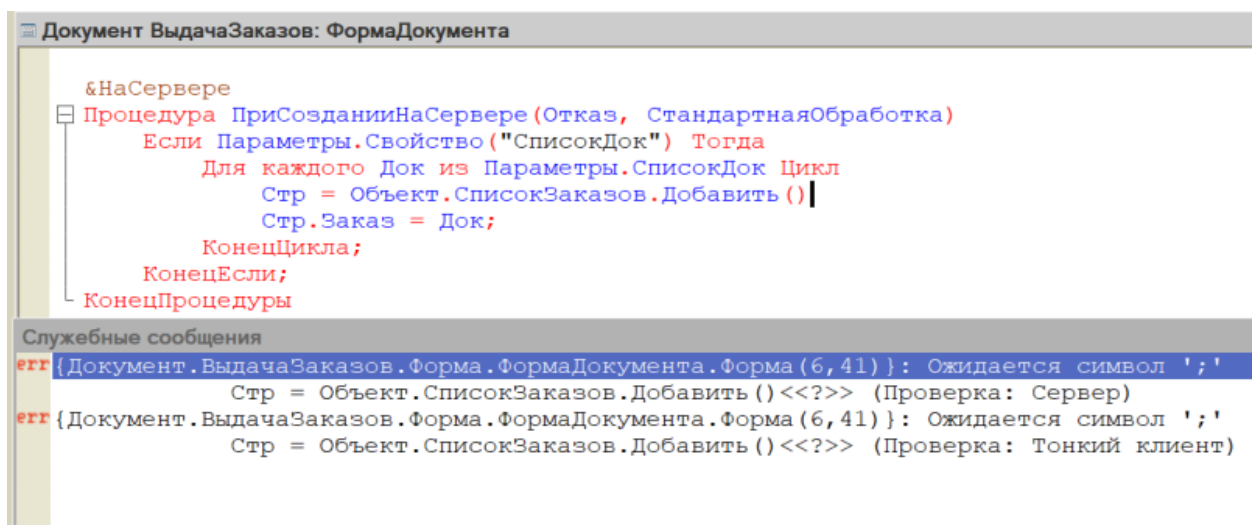 Документ ВыдачаЗаказов: ФормаДокумента
&НаСервере
Процедура ПриСозданииНаСервере(Отказ, СтандартнаяОбработка)
Если Параметры.Свойство("СписокДок") Тогда
Для каждого Док из Параметры.СписокДок Цикл
Стр = Объект.СписокЗаказов.Добавить()
Стр.Заказ = Док;
КонецЦикла;
КонецЕсли;
КонецПроцедуры
Служебные сообщения
err {Документ.ВыдачаЗаказов.Форма.ФормаДокумента.Форма(6,41)}: Ожидается символ ';'
Стр = Объект.СписокЗаказов.Добавить()<<?>> (Проверка: Сервер)
err {Документ.ВыдачаЗаказов.Форма.ФормаДокумента.Форма(6,41)}: Ожидается символ ';'
Стр = Объект.СписокЗаказов.Добавить()<<?>> (Проверка: Тонкий клиент)